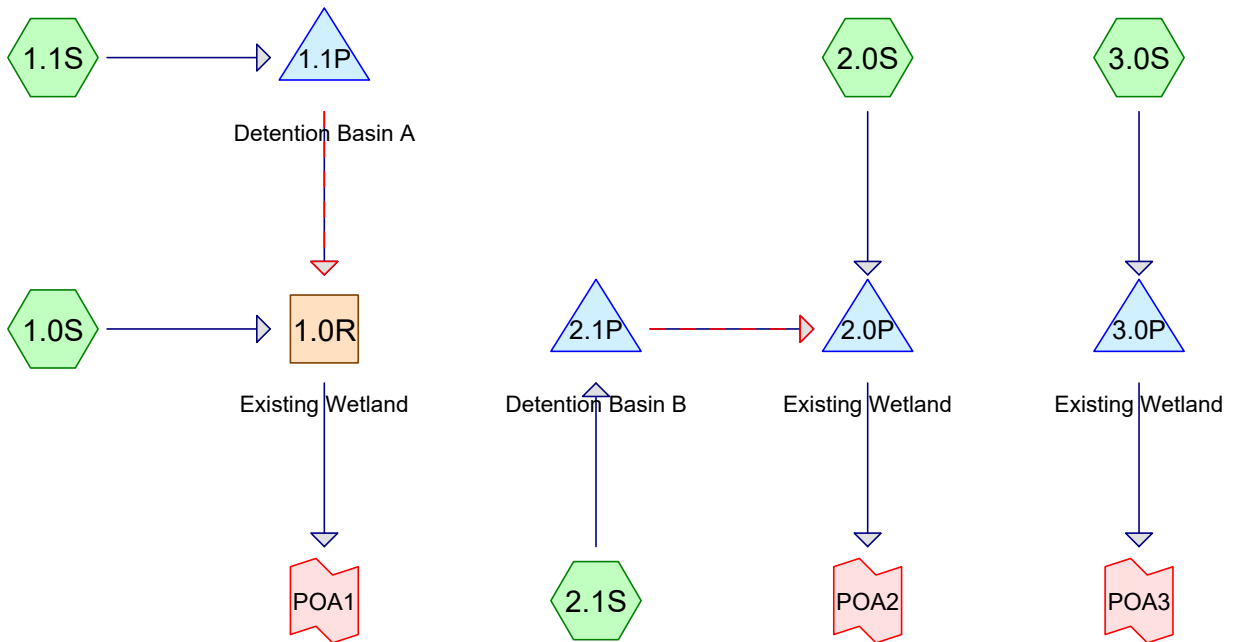 1.1S
1.1P
2.0S
3.0S
Detention Basin A
1.0S
1.0R
2.1P
2.0P
3.0P
Existing Wetland
Detention Basin B
Existing Wetland
Existing Wetland
POA1
2.1S
POA2
POA3